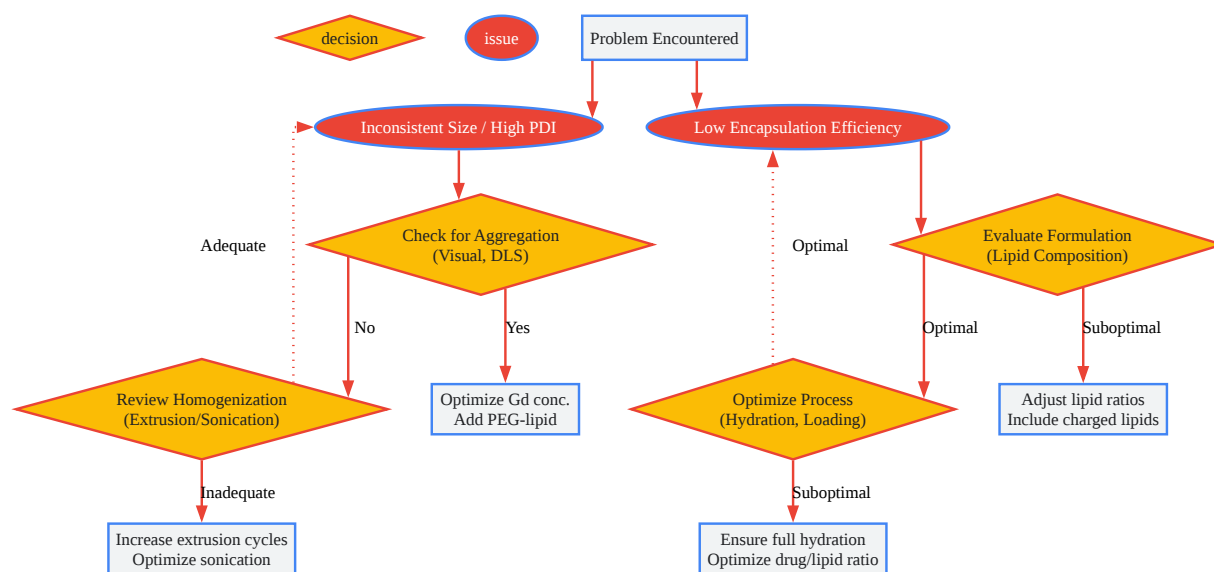 decision
issue
Problem Encountered
Inconsistent Size / High PDI
Low Encapsulation Efficiency
Adequate
Check for Aggregation
(Visual, DLS)
Optimal
Evaluate Formulation
(Lipid Composition)
No
Yes
Optimal
Suboptimal
Review Homogenization
(Extrusion/Sonication)
Optimize Gd conc.
Add PEG-lipid
Optimize Process
(Hydration, Loading)
Adjust lipid ratios
Include charged lipids
Inadequate
Suboptimal
Increase extrusion cycles
Optimize sonication
Ensure full hydration
Optimize drug/lipid ratio